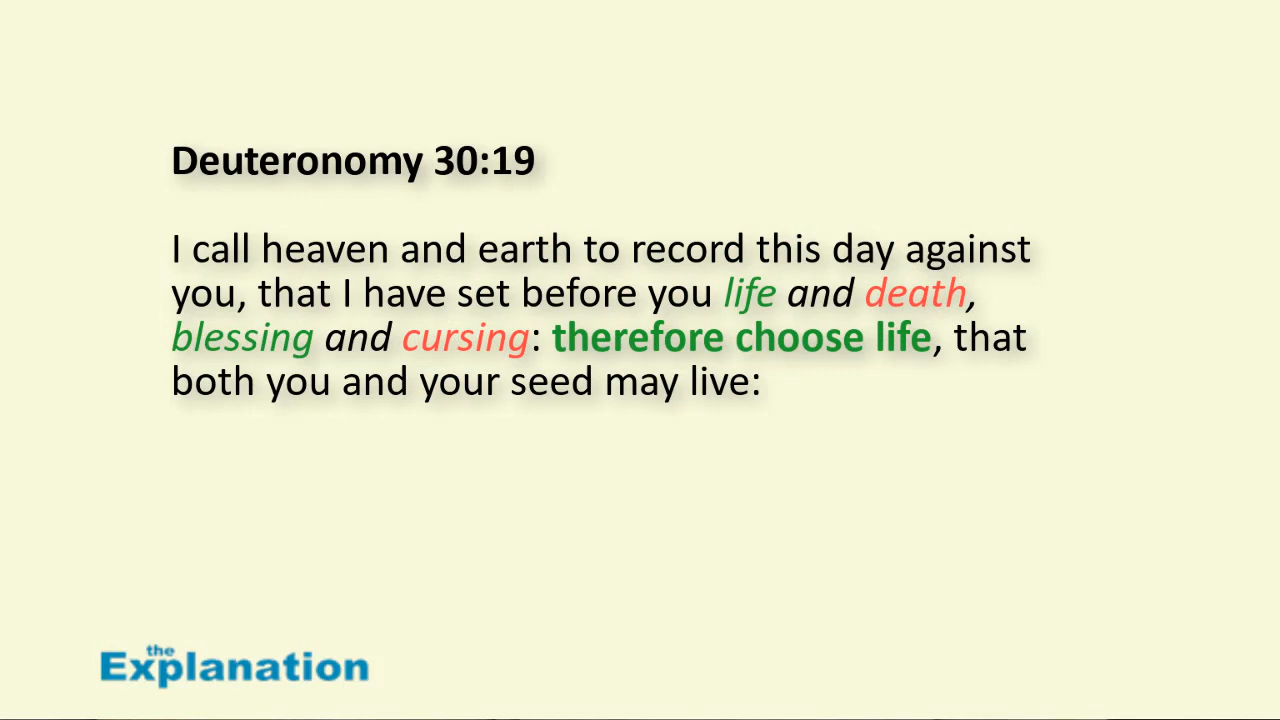 Deuteronomy 30:19
I call heaven and earth to record this day against
you, that I have set before you life and death,
blessing and cursing: therefore choose life, that
both you and your seed may live:
the
Explanation